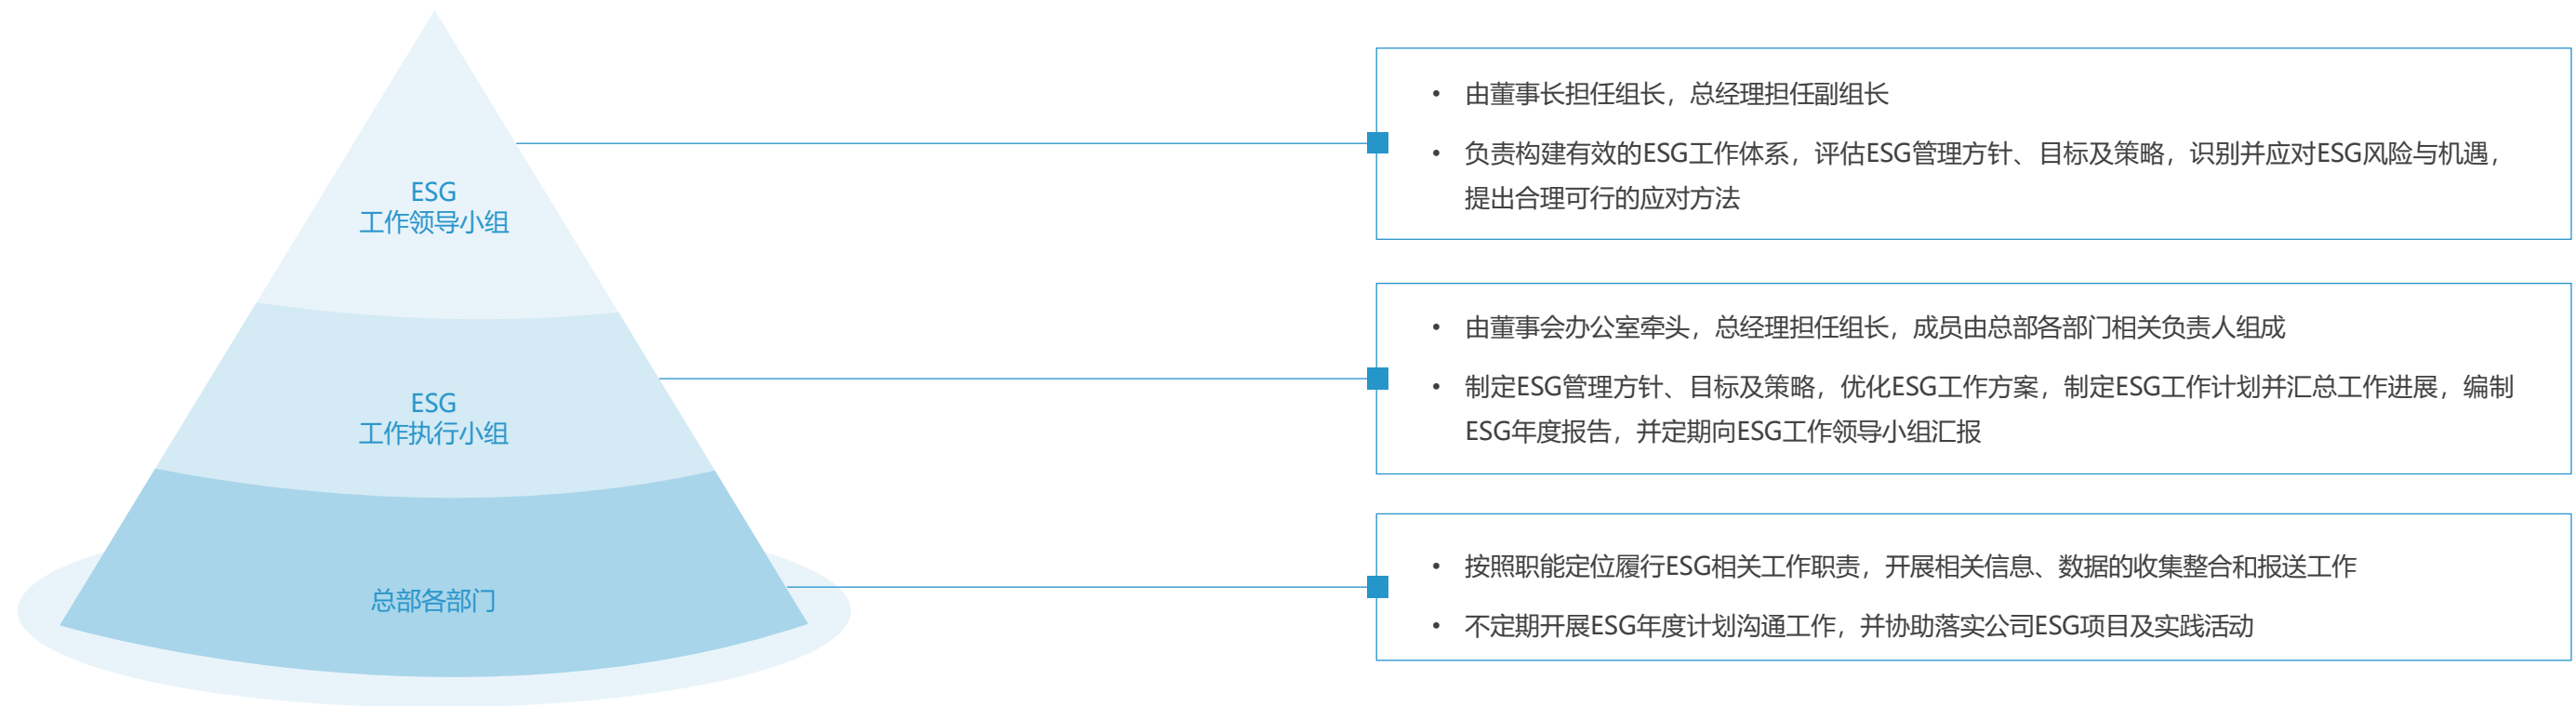 ESG
工作领导小组
• 由董事长担任组长，总经理担任副组长
• 负责构建有效的ESG工作体系，评估ESG管理方针、目标及策略，识别并应对ESG风险与机遇，
提出合理可行的应对方法
ESG
工作执行小组
• 由董事会办公室牵头，总经理担任组长，成员由总部各部门相关负责人组成
• 制定ESG管理方针、目标及策略，优化ESG工作方案，制定ESG工作计划并汇总工作进展，编制
ESG年度报告，并定期向ESG工作领导小组汇报
总部各部门
• 按照职能定位履行ESG相关工作职责，开展相关信息、数据的收集整合和报送工作
• 不定期开展ESG年度计划沟通工作，并协助落实公司ESG项目及实践活动